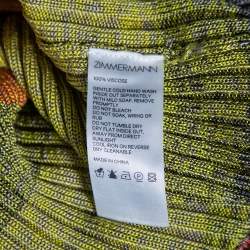 ZIMMERMANN
100% VISCOSE
GENTLE COLD HAND WASH
INSIDE OUT SEPARATELY
WITH MILD SOAP, REMOVE
PROMPTLY
DO NOT BLEACH
DO NOT SOAK, WRING OR
RUB
DO NOT TUMBLE DRY
DRY FLAT INSIDE OUT,
AWAY FROM DIRECT
SUNLIGHT
COOL IRON ON REVERSE
DRY CLEANABLE
MADE IN CHINA